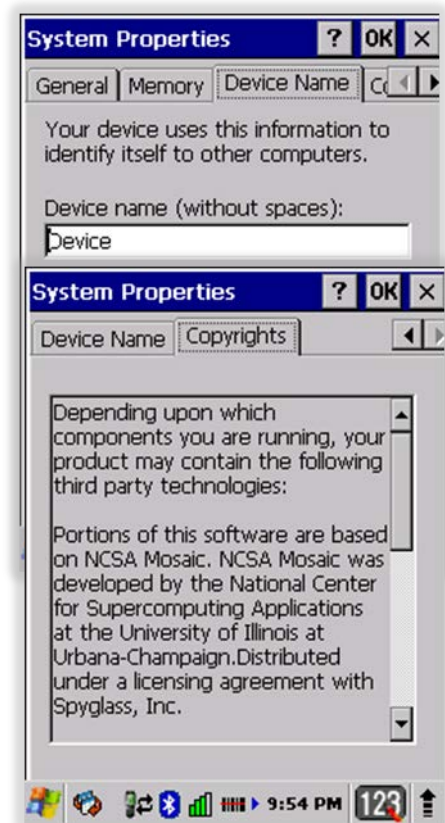 System Properties ? OK ×
General Memory Device Name
Your device uses this information to
identify itself to other computers.
Device name (without spaces):
Device
System Properties ? OK ×
Device Name Copyrights
Depending upon which
components you are running, your
product may contain the following
third party technologies:
Portions of this software are based
on NCSA Mosaic. NCSA Mosaic was
developed by the National Center
for Supercomputing Applications
at the University of Illinois at
Urbana-Champaign.Distributed
under a licensing agreement with
Spyglass, Inc.
9:54 PM 123